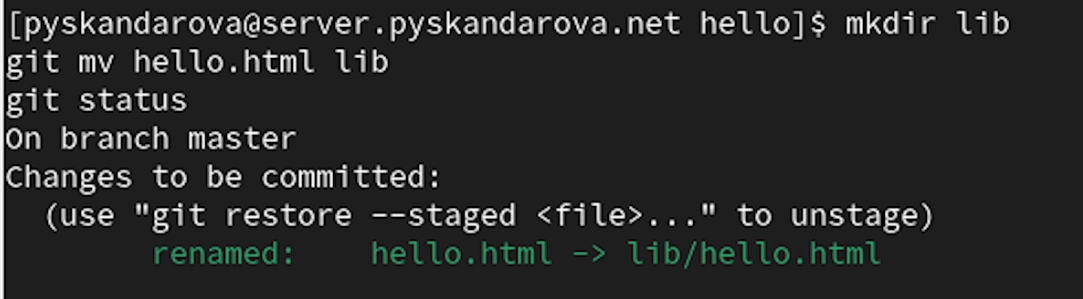 [pyskandarova@server.pyskandarova.net hello]$ mkdir lib
git mv hello.html lib
git status
On branch master
Changes to be committed:
  (use "git restore --staged <file>..." to unstage)
        renamed:    hello.html -> lib/hello.html